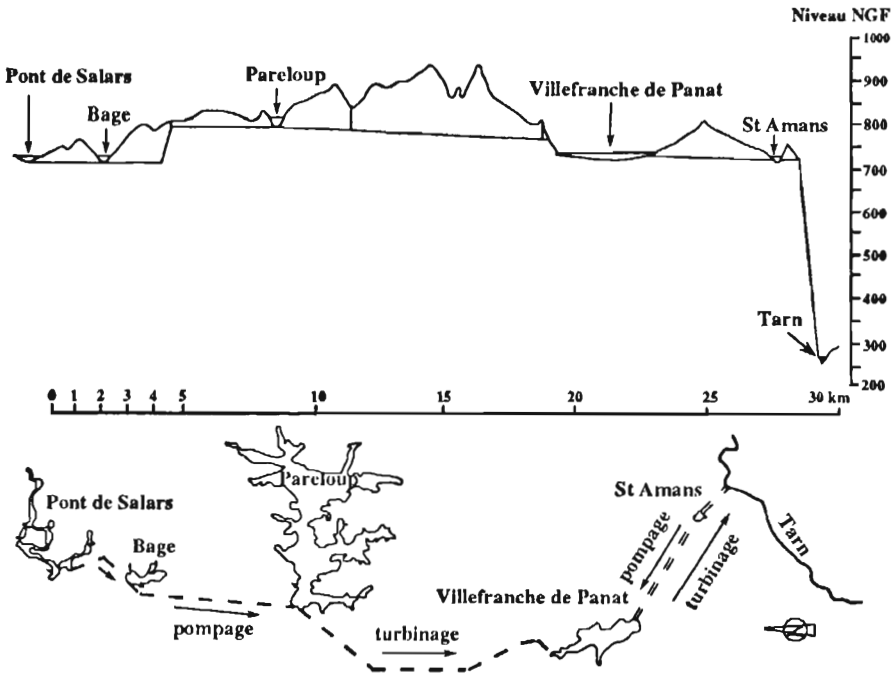 Niveau NGF
1000
900
800
700
600
500
400
300
200
Pont de Salars
Bage
Pareloup
Villefranche de Panat
St Amans
Tarn
0 1 2 3 4 5 10 15 20 25 30 km
Pont de Salars
Bage
Pareloup
St Amans
Tarn
Villefranche de Panat
pompage
turbinage
pompage
turbinage
N